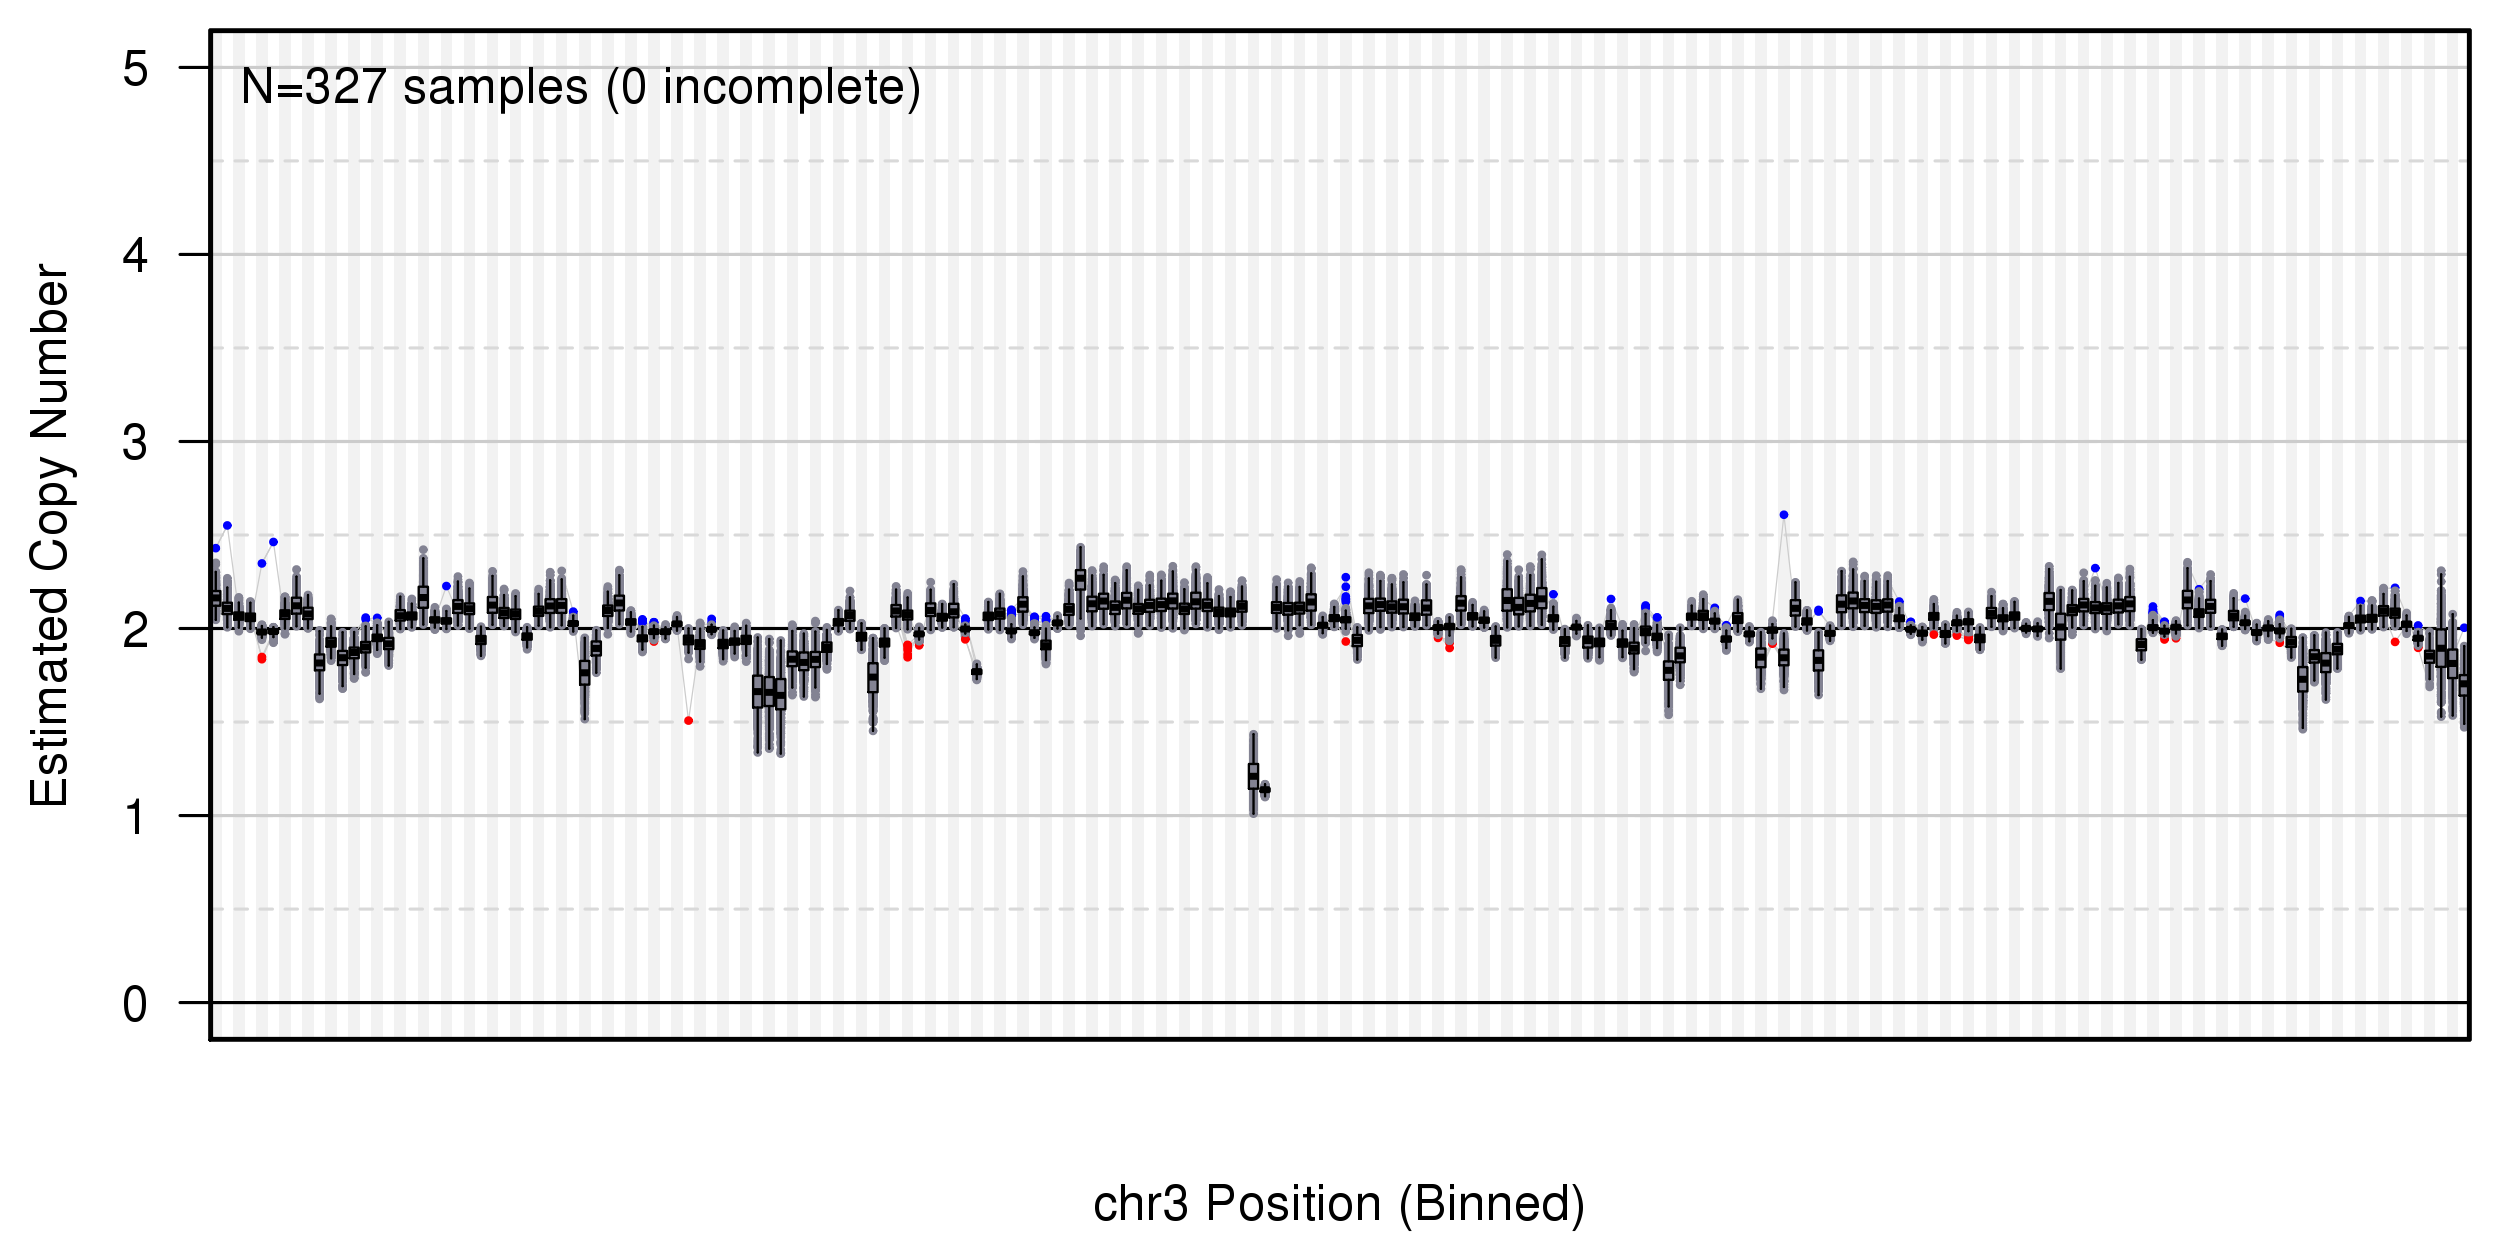 N=327 samples (0 incomplete)
5
4
3
2
1
0
Estimated Copy Number
chr3 Position (Binned)